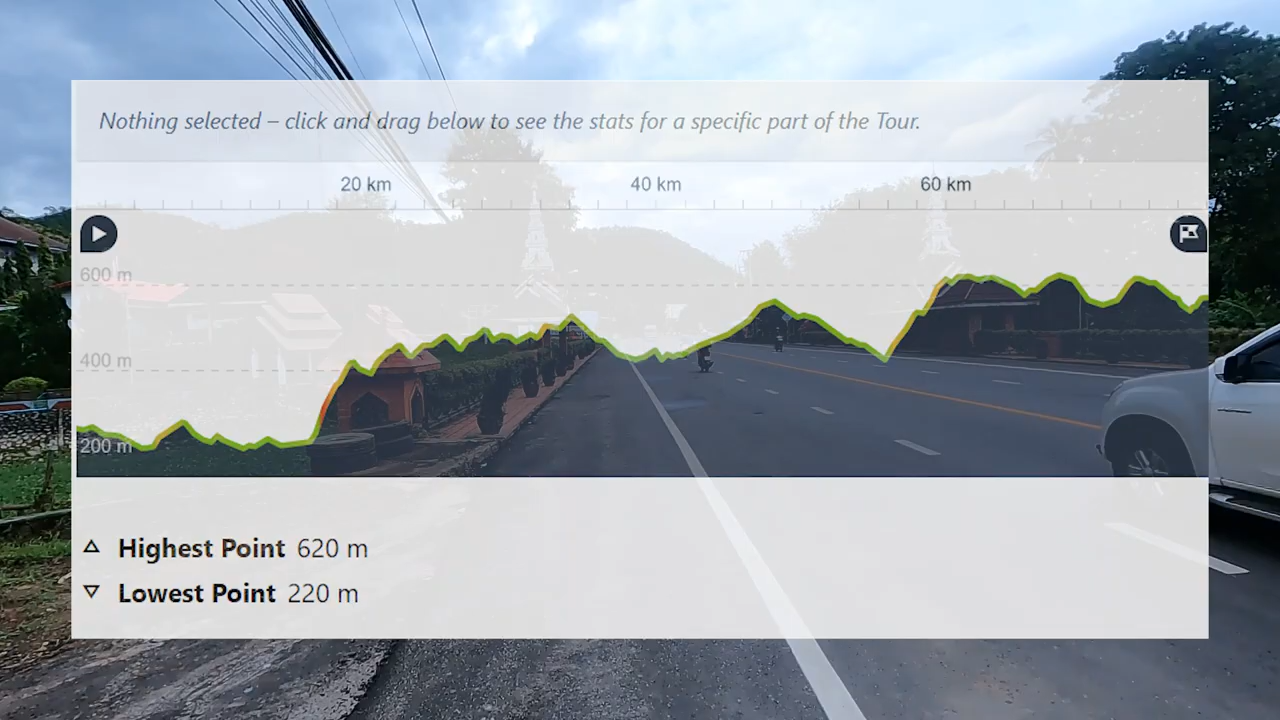 Nothing selected – click and drag below to see the stats for a specific part of the Tour.
20 km 40 km 60 km
600 m
400 m
200 m
Highest Point 620 m
Lowest Point 220 m